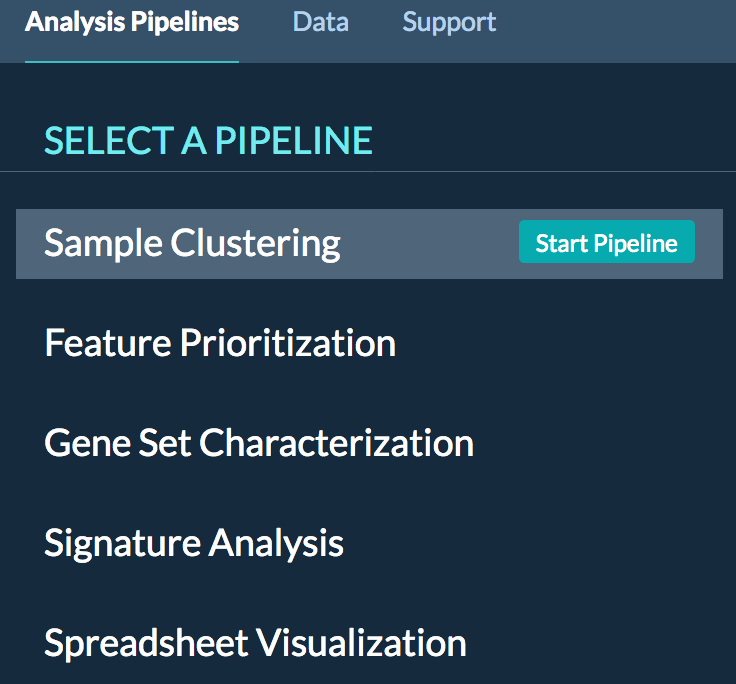 Analysis Pipelines Data Support
SELECT A PIPELINE
Sample Clustering Start Pipeline
Feature Prioritization
Gene Set Characterization
Signature Analysis
Spreadsheet Visualization